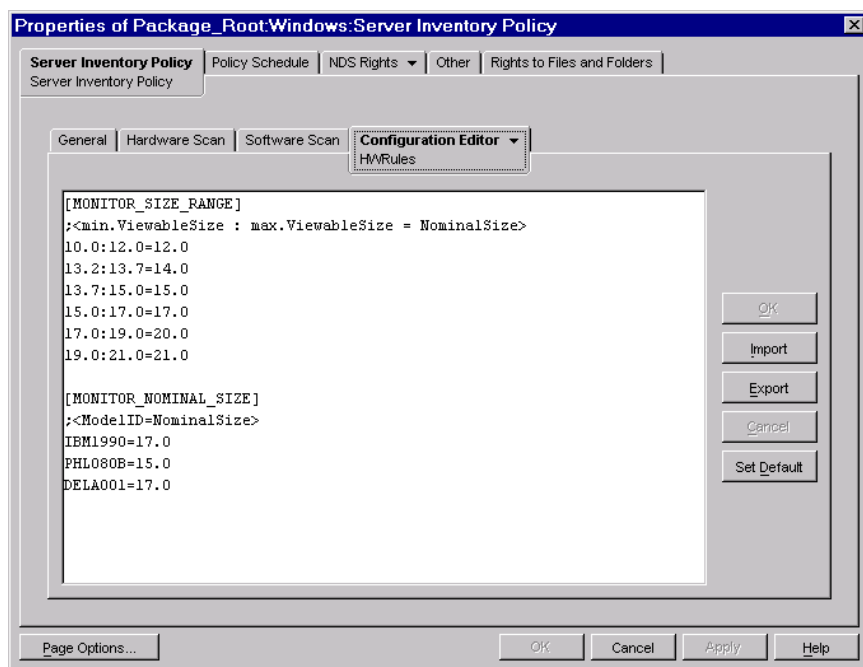 Properties of Package_Root:Windows:Server Inventory Policy
Server Inventory Policy Policy Schedule NDS Rights Other Rights to Files and Folders
Server Inventory Policy
General Hardware Scan Software Scan Configuration Editor
HWRules
[MONITOR_SIZE_RANGE]
;<min.ViewableSize : max.ViewableSize = NominalSize>
10.0:12.0=12.0
13.2:13.7=14.0
13.7:15.0=15.0
15.0:17.0=17.0
17.0:19.0=20.0
19.0:21.0=21.0
[MONITOR_NOMINAL_SIZE]
;<ModelID=NominalSize>
IBM1990=17.0
PHL080B=15.0
DELA001=17.0
OK
Import
Export
Cancel
Set Default
Page Options... OK Cancel Apply Help